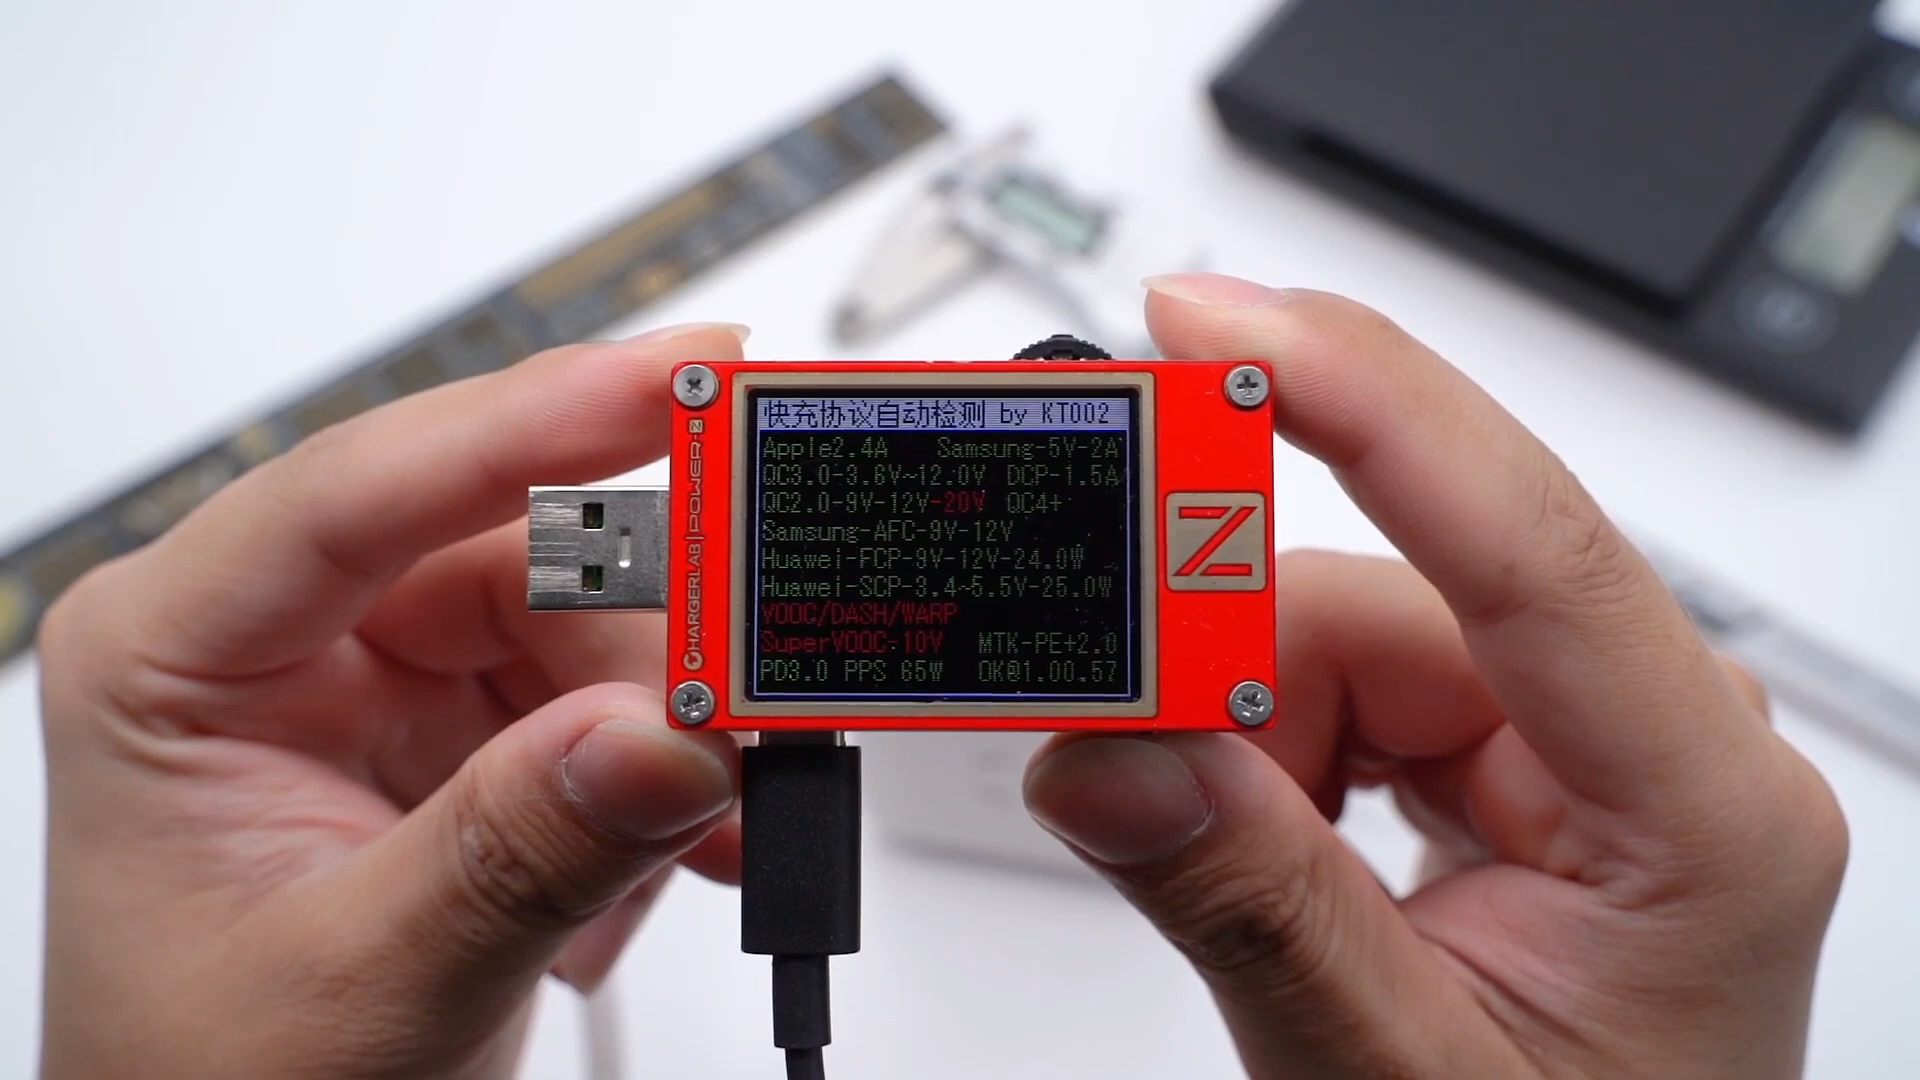 快充协议自动检测 by KT002
Apple2.4A Samsung-5V-2A
QC3.0-3.6V~12.0V DCP-1.5A
QC2.0-9V-12V-20V QC4+
Samsung-AFC-9V-12V
Huawei-FCP-9V-12V-24.0W
Huawei-SCP-3.4~5.5V-25.0W
VOOC/DASH/WARP
SuperVOOC-10V MTK-PE+2.0
PD3.0 PPS 65W OK@1.00.57
CHARGERLAB | POWER-Z
Z